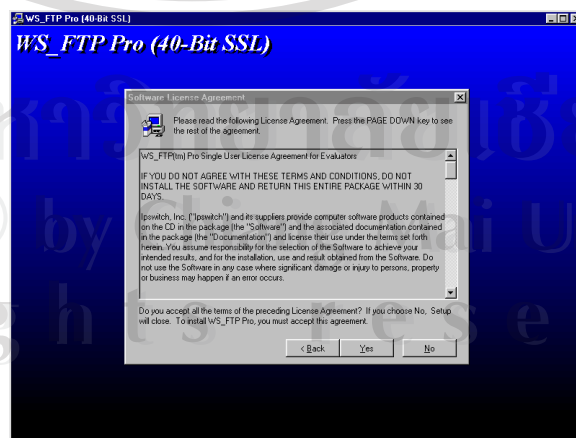 WS_FTP Pro (40-Bit SSL)
WS_FTP Pro (40-Bit SSL)
Software License Agreement
Please read the following License Agreement. Press the PAGE DOWN key to see
the rest of the agreement.
WS_FTP(tm) Pro Single User License Agreement for Evaluators
IF YOU DO NOT AGREE WITH THESE TERMS AND CONDITIONS, DO NOT
INSTALL THE SOFTWARE AND RETURN THIS ENTIRE PACKAGE WITHIN 30
DAYS.
Ipswitch, Inc. ("Ipswitch") and its suppliers provide computer software products contained
on the CD in the package (the "Software") and the associated documentation contained
in the package (the "Documentation") and license their use under the terms set forth
herein. You assume responsibility for the selection of the Software to achieve your
intended results, and for the installation, use and result obtained from the Software. Do
not use the Software in any case where significant damage or injury to persons, property
or business may happen if an error occurs.
Do you accept all the terms of the preceding License Agreement? If you choose No, Setup
will close. To install WS_FTP Pro, you must accept this agreement.
< Back
Yes
No